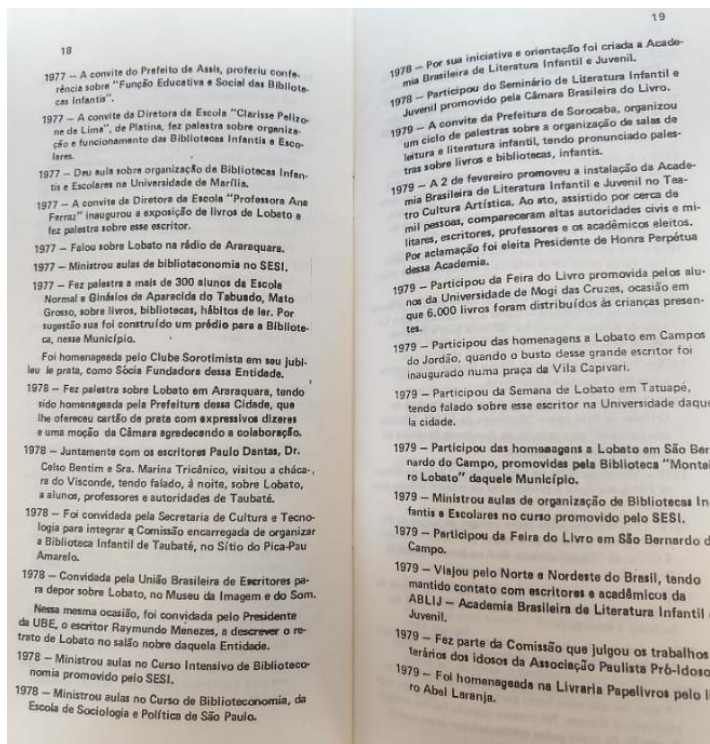 18
1977 — A convite do Prefeito de Assis, proferiu confe-
rência sobre "Função Educativa e Social das Bibliote-
cas Infantis".
1977 — A convite da Diretora da Escola "Clarisse Pelizo-
ne de Lima", de Platina, fez palestra sobre organiza-
ção e funcionamento das Bibliotecas Infantis e Esco-
lares.
1977 — Deu aula sobre organização de Bibliotecas Infan-
tis e Escolares na Universidade de Marília.
1977 — A convite da Diretora da Escola "Professora Ana
Ferraz" inaugurou a exposição de livros de Lobato e
fez palestra sobre esse escritor.
1977 — Falou sobre Lobato na rádio de Araraquara.
1977 — Ministrou aulas de biblioteconomia no SESI.
1977 — Fez palestra a mais de 300 alunos da Escola
Normal e Ginásios de Aparecida do Tabuado, Mato
Grosso, sobre livros, bibliotecas, hábitos de ler. Por
sugestão sua foi construído um prédio para a Bibliote-
ca, nesse Município.
Foi homenageada pelo Clube Sorotimista em seu jubi-
leu de prata, como Sócia Fundadora dessa Entidade.
1978 — Fez palestra sobre Lobato em Araraquara, tendo
sido homenageada pela Prefeitura dessa Cidade, que
lhe ofereceu cartão de prata com expressivos dizeres
e uma moção da Câmara agradecendo a colaboração.
1978 — Juntamente com os escritores Paulo Dantas, Dr.
Celso Bentim e Sra. Marina Tricânico, visitou a cháca-
ra do Visconde, tendo falado, à noite, sobre Lobato,
a alunos, professores e autoridades de Taubaté.
1978 — Foi convidada pela Secretaria de Cultura e Tecno-
logia para integrar a Comissão encarregada de organizar
a Biblioteca Infantil de Taubaté, no Sítio do Pica-Pau
Amarelo.
1978 — Convidada pela União Brasileira de Escritores pa-
ra depor sobre Lobato, no Museu da Imagem e do Som.
Nessa mesma ocasião, foi convidada pelo Presidente
da UBE, o escritor Raymundo Menezes, a descrever o re-
trato de Lobato no salão nobre daquela Entidade.
1978 — Ministrou aulas no Curso Intensivo de Biblioteco-
nomia promovido pelo SESI.
1978 — Ministrou aulas no Curso de Biblioteconomia, da
Escola de Sociologia e Política de São Paulo.
19
1978 — Por sua iniciativa e orientação foi criada a Acade-
mia Brasileira de Literatura Infantil e Juvenil.
1978 — Participou do Seminário de Literatura Infantil e
Juvenil promovido pela Câmara Brasileira do Livro.
1979 — A convite da Prefeitura de Sorocaba, organizou
um ciclo de palestras sobre a organização de salas de
leitura e literatura infantil, tendo pronunciado pales-
tras sobre livros e bibliotecas, infantis.
1979 — A 2 de fevereiro promoveu a instalação da Acade-
mia Brasileira de Literatura Infantil e Juvenil no Tea-
tro Cultura Artística. Ao ato, assistido por cerca de
mil pessoas, compareceram altas autoridades civis e mi-
litares, escritores, professores e os acadêmicos eleitos.
Por aclamação foi eleita Presidente de Honra Perpétua
dessa Academia.
1979 — Participou da Feira do Livro promovida pelos alu-
nos da Universidade de Mogi das Cruzes, ocasião em
que 6.000 livros foram distribuídos às crianças presen-
tes.
1979 — Participou das homenagens a Lobato em Campos
do Jordão, quando o busto desse grande escritor foi
inaugurado numa praça da Vila Capivari.
1979 — Participou da Semana de Lobato em Tatuapé,
tendo falado sobre esse escritor na Universidade daque
la cidade.
1979 — Participou das homenagens a Lobato em São Ber
nardo do Campo, promovidas pela Biblioteca "Montei
ro Lobato" daquele Município.
1979 — Ministrou aulas de organização de Bibliotecas In-
fantis e Escolares no curso promovido pelo SESI.
1979 — Participou da Feira do Livro em São Bernardo d
Campo.
1979 — Viajou pelo Norte e Nordeste do Brasil, tendo
mantido contato com escritores e acadêmicos da
ABLIJ — Academia Brasileira de Literatura Infantil
Juvenil.
1979 — Fez parte da Comissão que julgou os trabalhos
terários dos idosos da Associação Paulista Pró-Idoso
1979 — Foi homenageada na Livraria Papelivros pelo li
ro Abel Laranja.